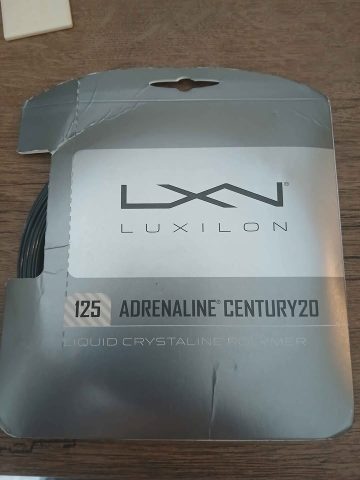 LXN®
LUXILON
125 ADRENALINE® CENTURY20
LIQUID CRYSTALINE POLYMER